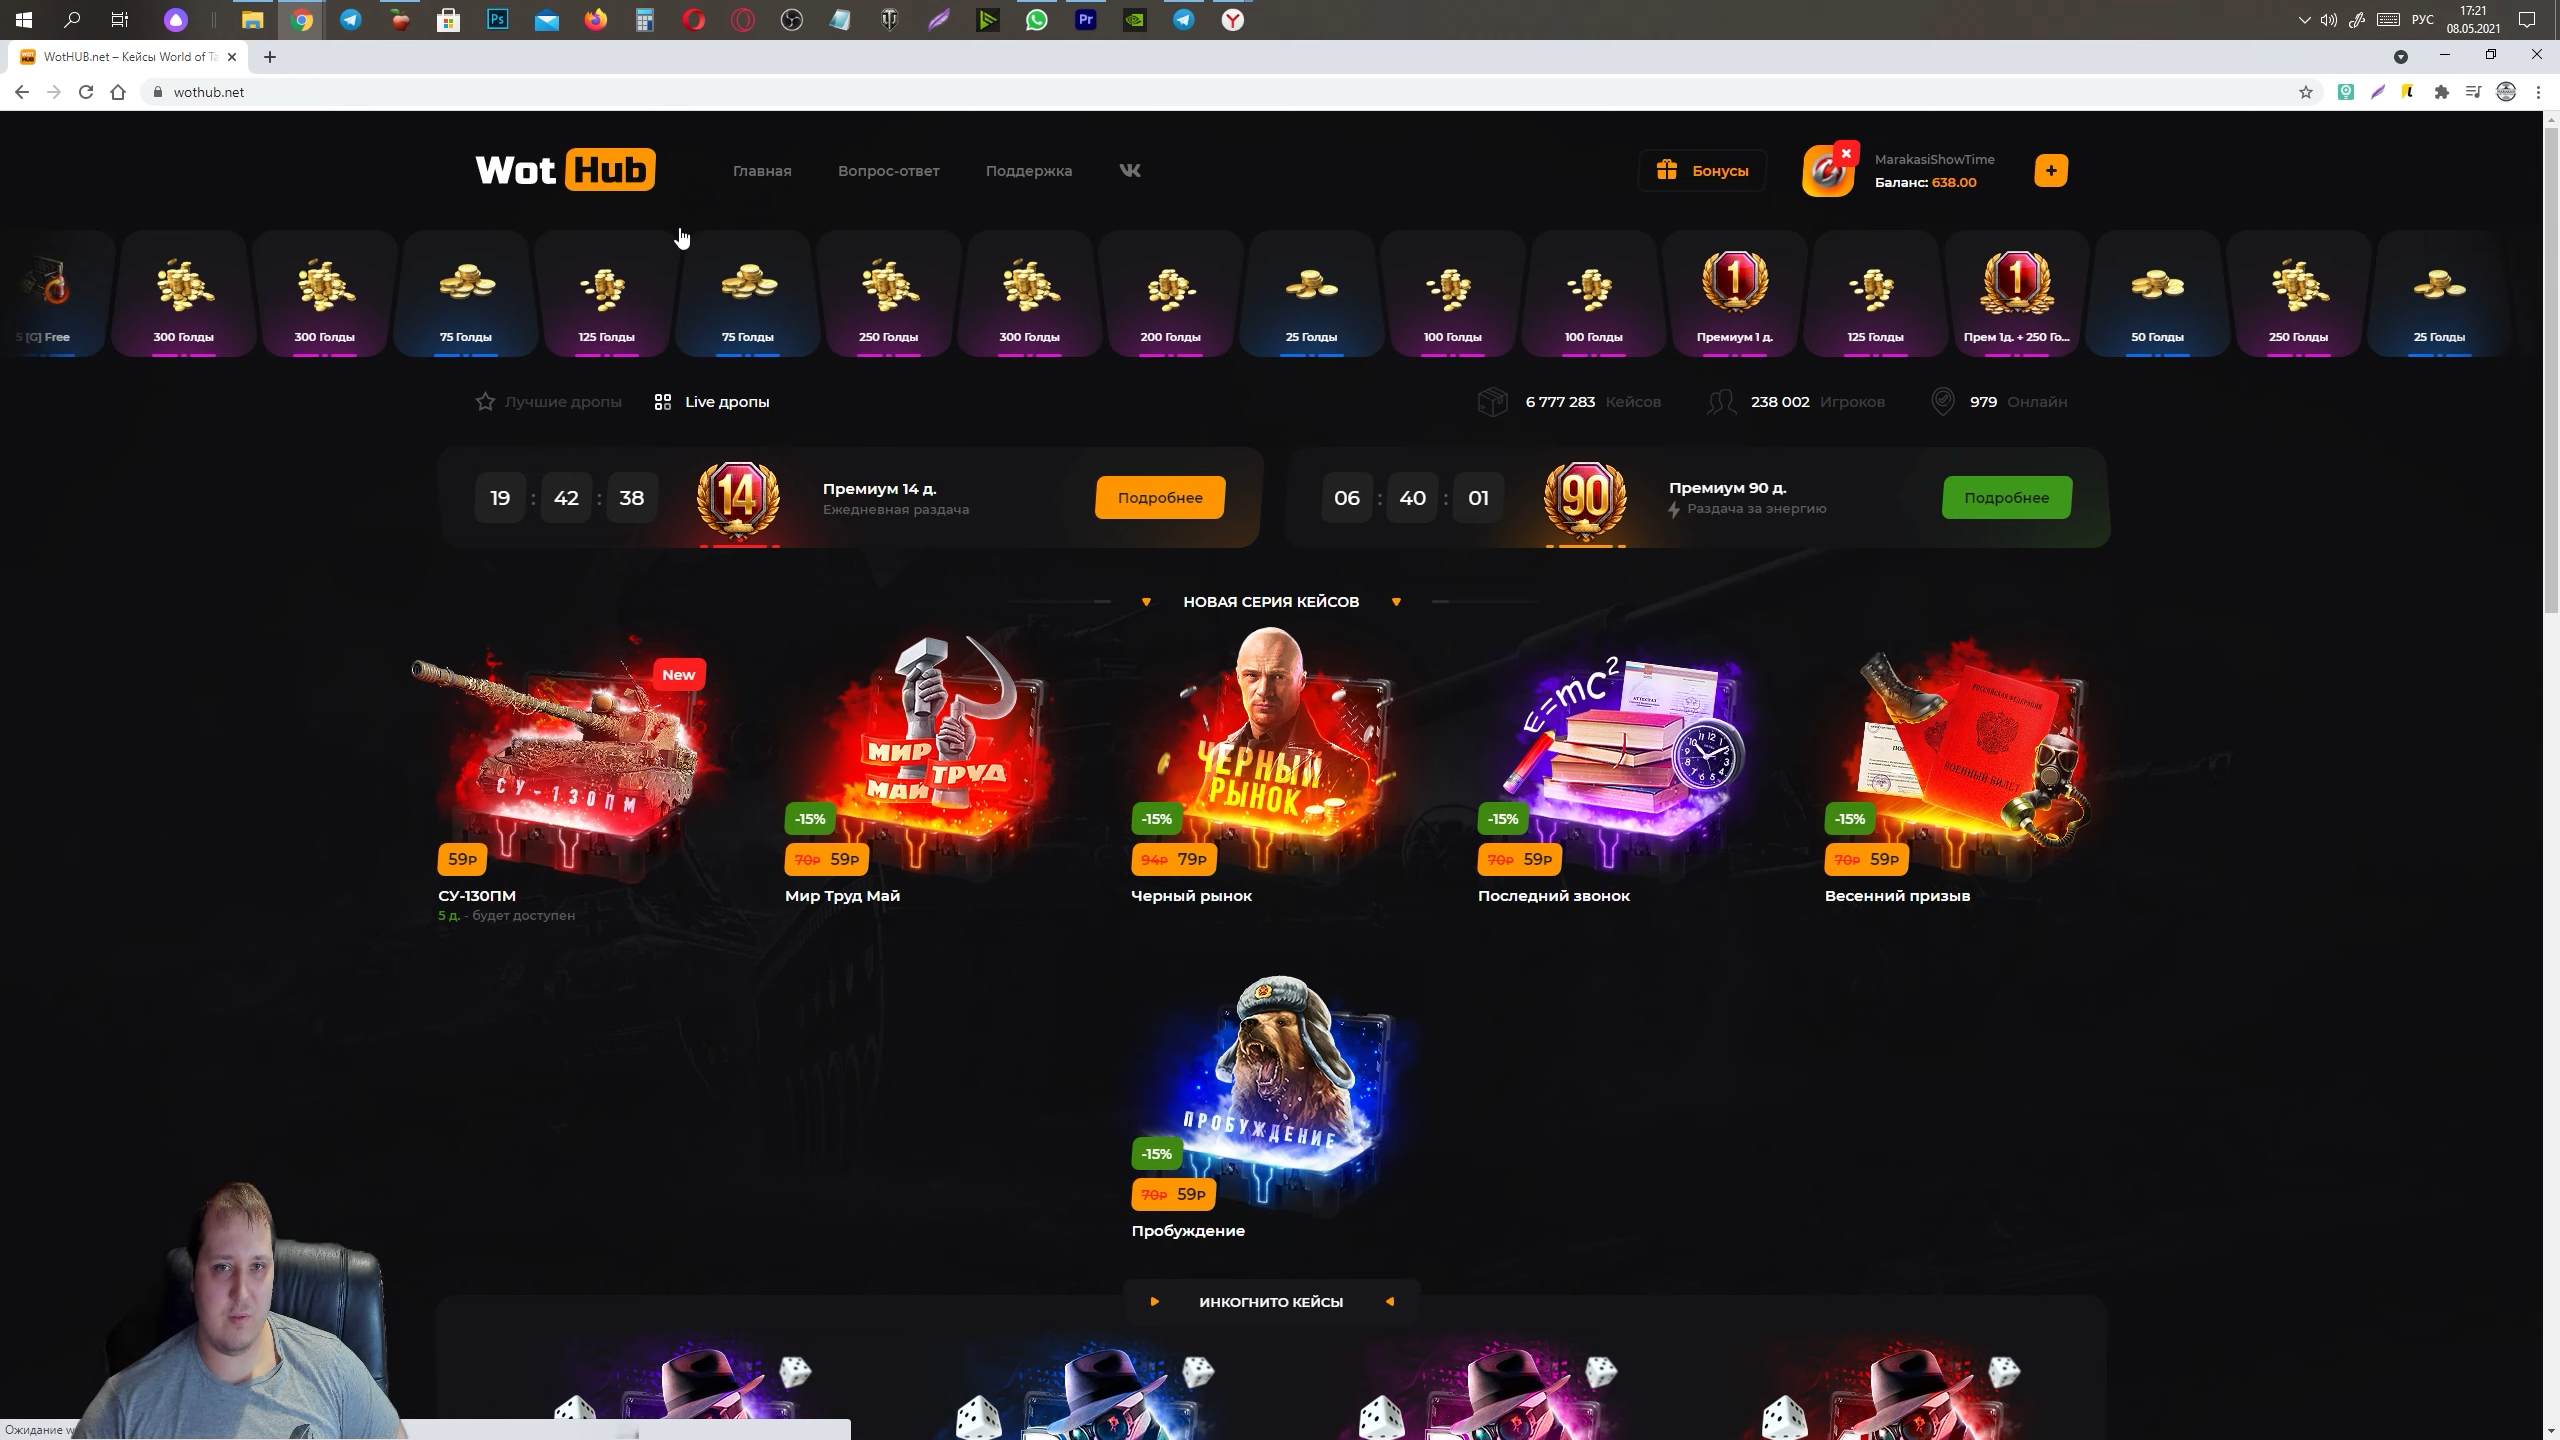 РУС
17:21
08.05.2021
WotHUB.net – Кейсы World of Ta
wothub.net
Wot Hub
Главная
Вопрос-ответ
Поддержка
Бонусы
MarakasiShowTime
Баланс: 638.00
5 [G] Free
300 Голды
300 Голды
75 Голды
125 Голды
75 Голды
250 Голды
300 Голды
200 Голды
25 Голды
100 Голды
100 Голды
Премиум 1 д.
125 Голды
Прем 1д. + 250 Го...
50 Голды
250 Голды
25 Голды
Лучшие дропы
Live дропы
6 777 283 Кейсов
238 002 Игроков
979 Онлайн
19 : 42 : 38
14
Премиум 14 д.
Ежедневная раздача
Подробнее
06 : 40 : 01
90
Премиум 90 д.
Раздача за энергию
Подробнее
НОВАЯ СЕРИЯ КЕЙСОВ
New
СУ-130ПМ
59Р
СУ-130ПМ
5 д. - будет доступен
МИР
ТРУД
МАЙ
-15%
70Р 59Р
Мир Труд Май
ЧЕРНЫЙ
РЫНОК
-15%
94Р 79Р
Черный рынок
E=mc²
АТТЕСТАТ
-15%
70Р 59Р
Последний звонок
РОССИЙСКАЯ ФЕДЕРАЦИЯ
ВОЕННЫЙ БИЛЕТ
-15%
70Р 59Р
Весенний призыв
ПРОБУЖДЕНИЕ
-15%
70Р 59Р
Пробуждение
ИНКОГНИТО КЕЙСЫ
Ожидание w